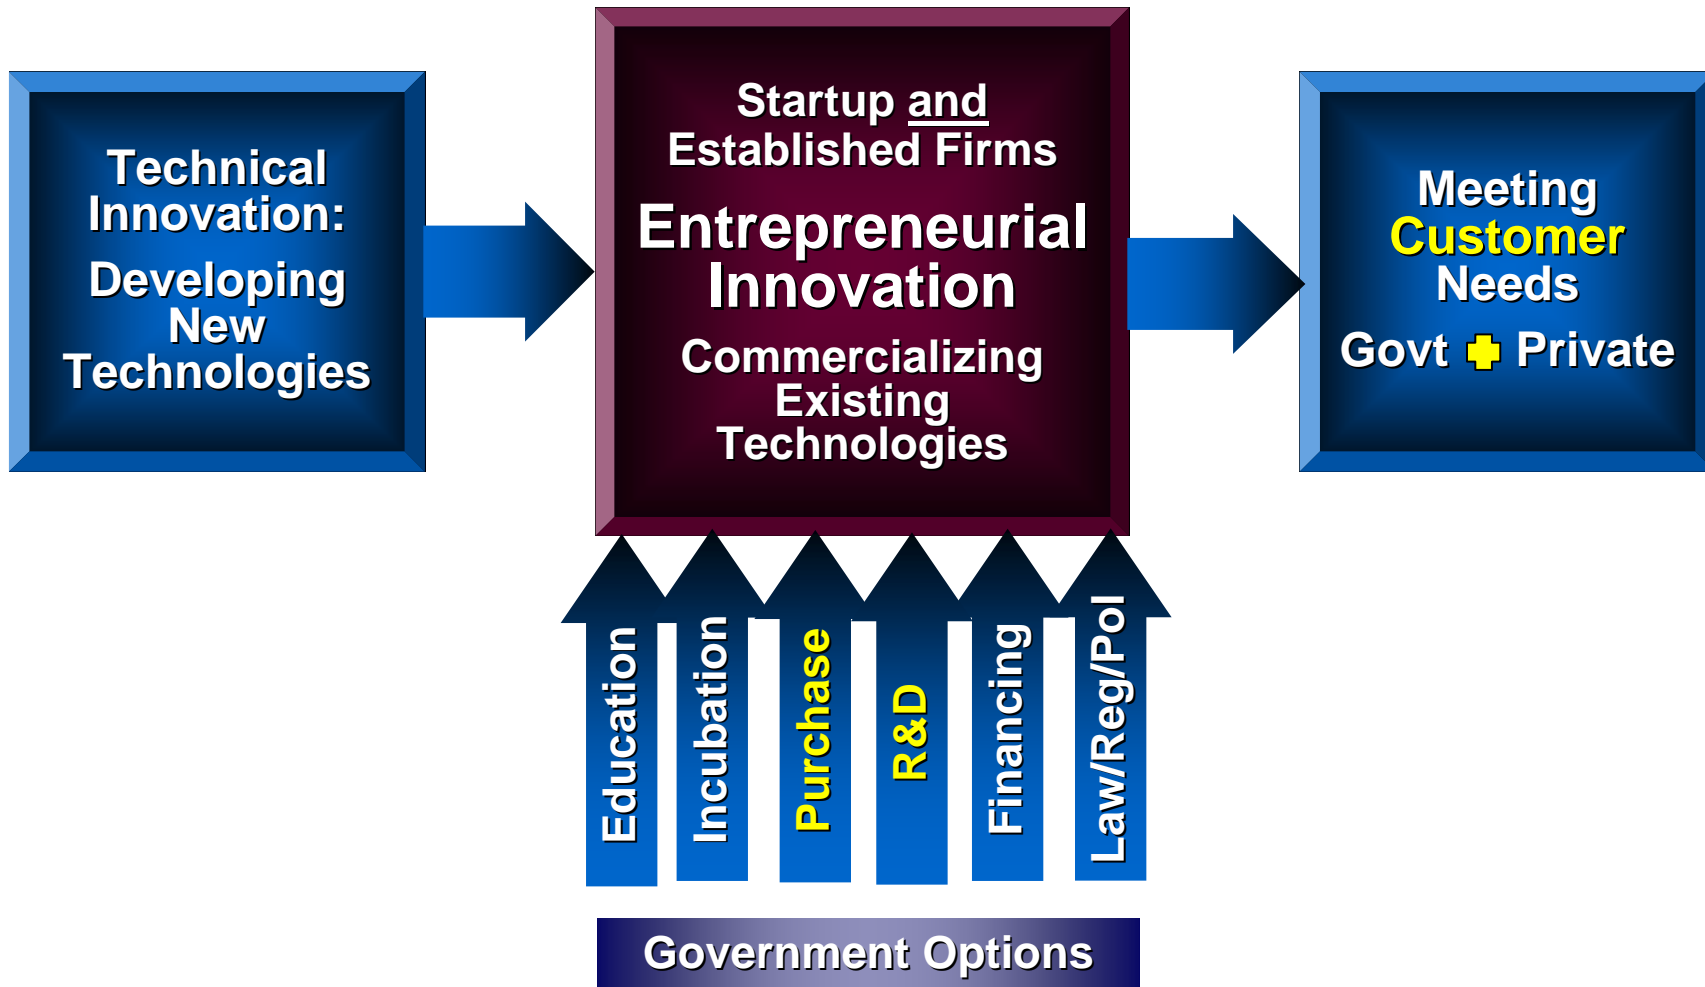 Technical
Innovation:
Developing
New
Technologies
Startup and
Established Firms
Entrepreneurial
Innovation
Commercializing
Existing
Technologies
Meeting
Customer
Needs
Govt Private
Education
Incubation
Purchase
R&D
Financing
Law/Reg/Pol
Government Options